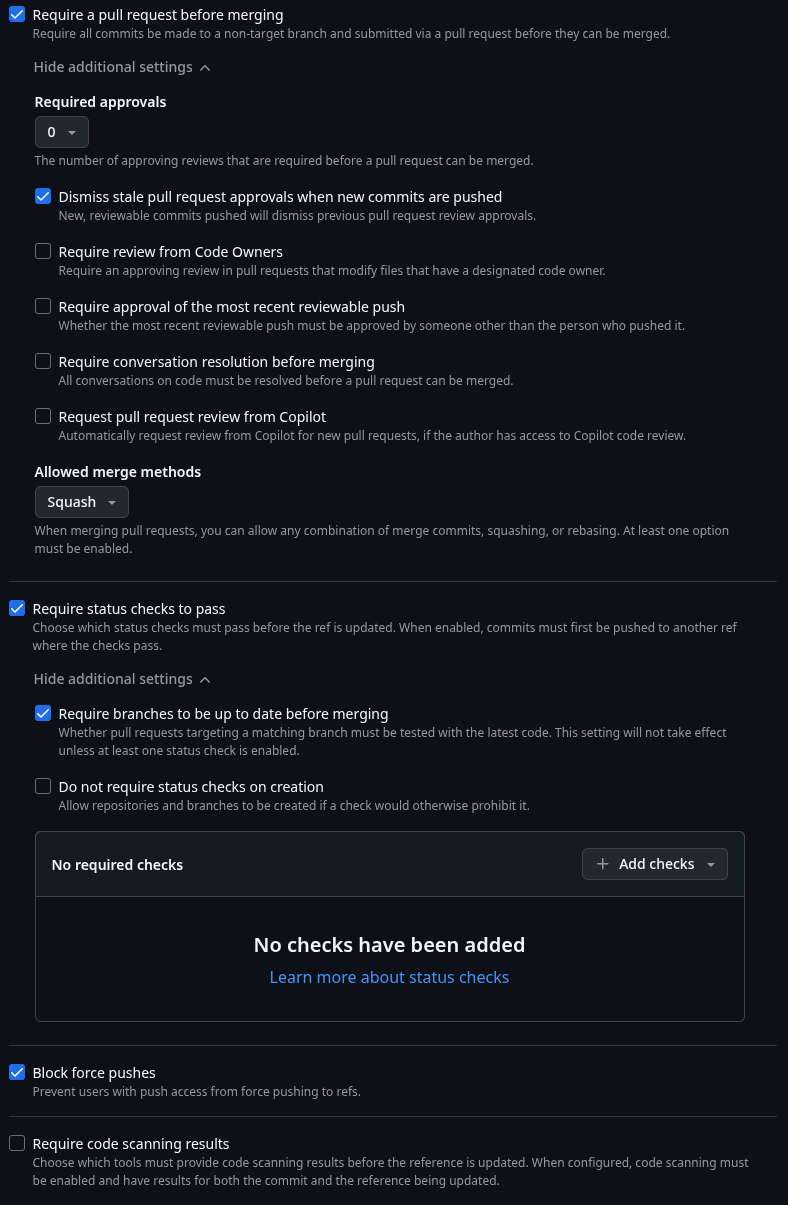 Require a pull request before merging
Require all commits be made to a non-target branch and submitted via a pull request before they can be merged.
Hide additional settings
Required approvals
0
The number of approving reviews that are required before a pull request can be merged.
Dismiss stale pull request approvals when new commits are pushed
New, reviewable commits pushed will dismiss previous pull request review approvals.
Require review from Code Owners
Require an approving review in pull requests that modify files that have a designated code owner.
Require approval of the most recent reviewable push
Whether the most recent reviewable push must be approved by someone other than the person who pushed it.
Require conversation resolution before merging
All conversations on code must be resolved before a pull request can be merged.
Request pull request review from Copilot
Automatically request review from Copilot for new pull requests, if the author has access to Copilot code review.
Allowed merge methods
Squash
When merging pull requests, you can allow any combination of merge commits, squashing, or rebasing. At least one option
must be enabled.
Require status checks to pass
Choose which status checks must pass before the ref is updated. When enabled, commits must first be pushed to another ref
where the checks pass.
Hide additional settings
Require branches to be up to date before merging
Whether pull requests targeting a matching branch must be tested with the latest code. This setting will not take effect
unless at least one status check is enabled.
Do not require status checks on creation
Allow repositories and branches to be created if a check would otherwise prohibit it.
No required checks
Add checks
No checks have been added
Learn more about status checks
Block force pushes
Prevent users with push access from force pushing to refs.
Require code scanning results
Choose which tools must provide code scanning results before the reference is updated. When configured, code scanning must
be enabled and have results for both the commit and the reference being updated.